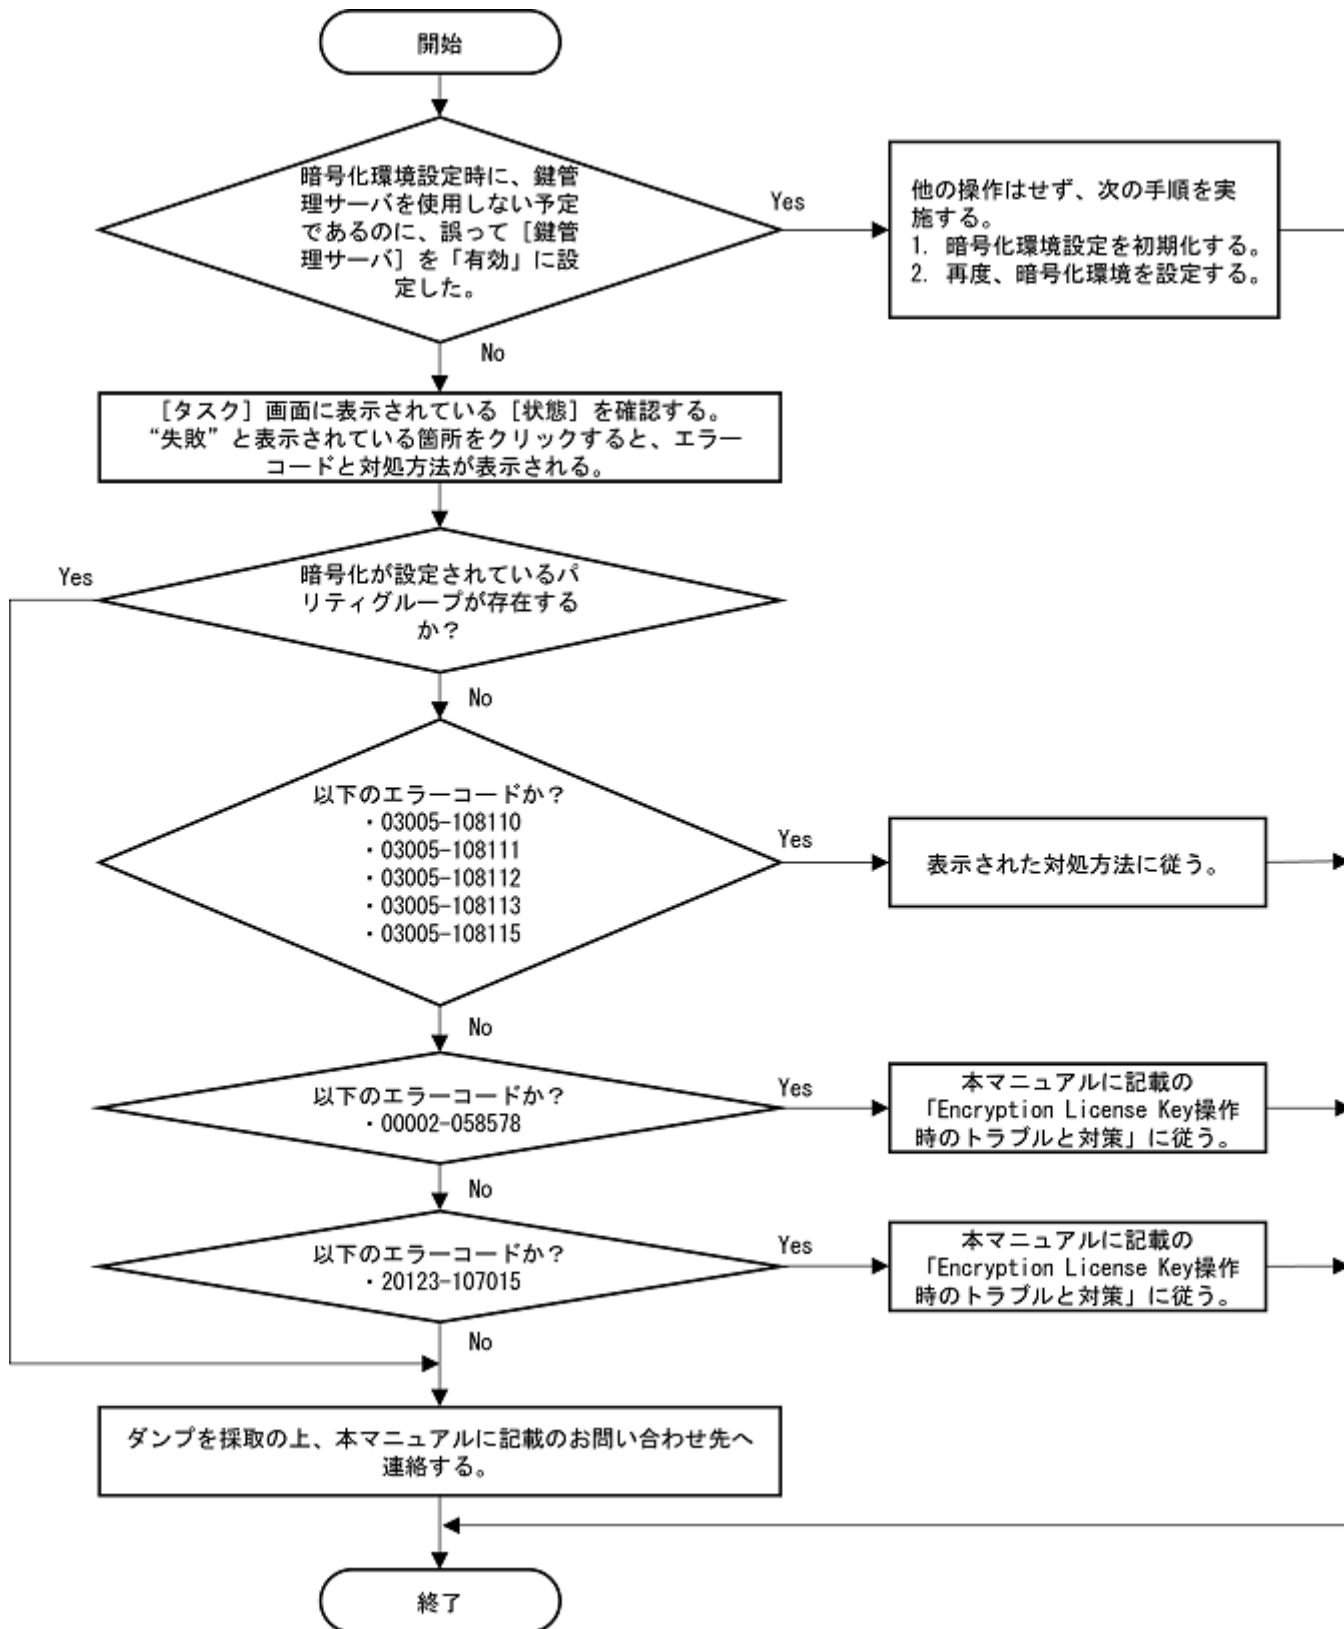 開始
暗号化環境設定時に、鍵管
理サーバを使用しない予定
であるのに、誤って［鍵管
理サーバ］を「有効」に設
定した。
Yes
他の操作はせず、次の手順を実
施する。
1. 暗号化環境設定を初期化する。
2. 再度、暗号化環境を設定する。
No
［タスク］画面に表示されている［状態］を確認する。
“失敗”と表示されている箇所をクリックすると、エラー
コードと対処方法が表示される。
Yes
暗号化が設定されているパ
リティグループが存在する
か？
No
以下のエラーコードか？
・03005-108110
・03005-108111
・03005-108112
・03005-108113
・03005-108115
Yes
表示された対処方法に従う。
No
以下のエラーコードか？
・00002-058578
Yes
本マニュアルに記載の
「Encryption License Key操作
時のトラブルと対策」に従う。
No
以下のエラーコードか？
・20123-107015
Yes
本マニュアルに記載の
「Encryption License Key操作
時のトラブルと対策」に従う。
No
ダンプを採取の上、本マニュアルに記載のお問い合わせ先へ
連絡する。
終了